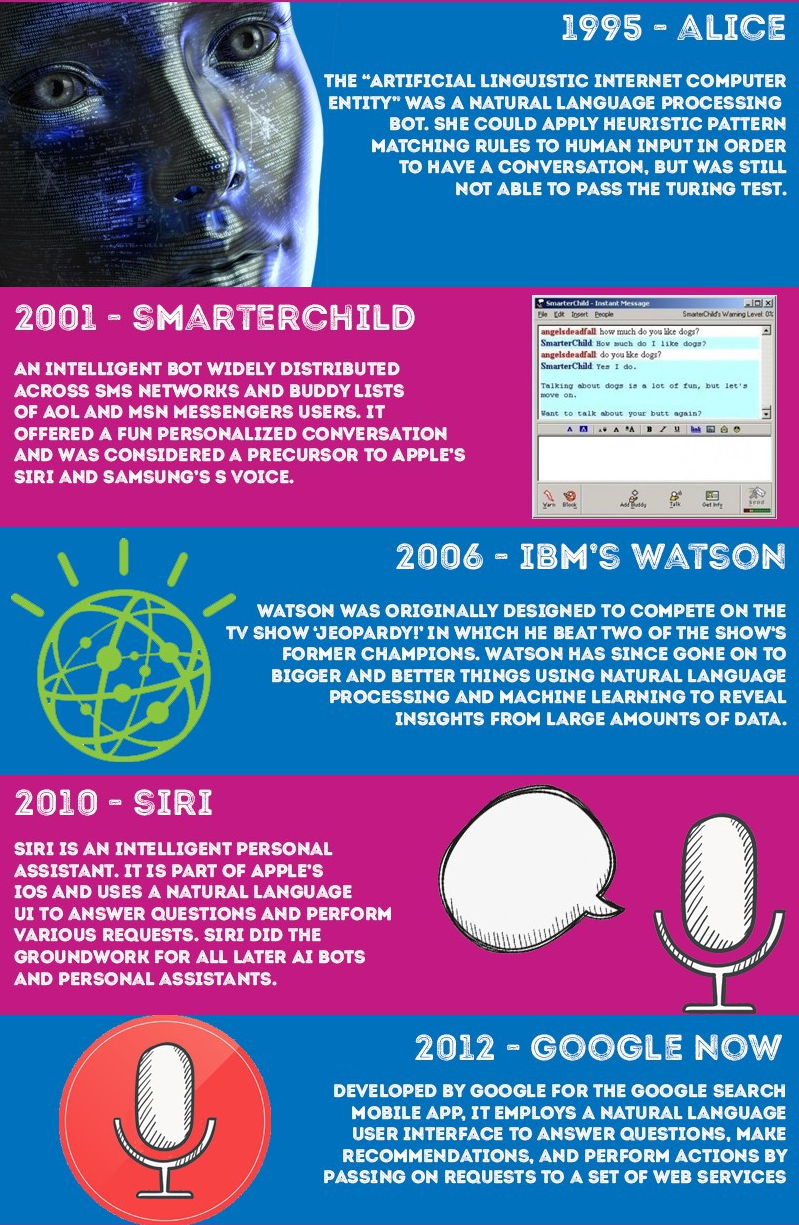 1995 - ALICE
THE "ARTIFICIAL LINGUISTIC INTERNET COMPUTER
ENTITY" WAS A NATURAL LANGUAGE PROCESSING
BOT. SHE COULD APPLY HEURISTIC PATTERN
MATCHING RULES TO HUMAN INPUT IN ORDER
TO HAVE A CONVERSATION, BUT WAS STILL
NOT ABLE TO PASS THE TURING TEST.
2001 - SMARTERCHILD
AN INTELLIGENT BOT WIDELY DISTRIBUTED
ACROSS SMS NETWORKS AND BUDDY LISTS
OF AOL AND MSN MESSENGERS USERS. IT
OFFERED A FUN PERSONALIZED CONVERSATION
AND WAS CONSIDERED A PRECURSOR TO APPLE'S
SIRI AND SAMSUNG'S S VOICE.
SmarterChild - Instant Message
File Edit Insert People SmarterChild's Warning Level: 0%
angelsdeadfall: how much do you like dogs?
SmarterChild: How much do I like dogs?
angelsdeadfall: do you like dogs?
SmarterChild: Yes I do.
Talking about dogs is a lot of fun, but let's
move on.
Want to talk about your butt again?
A A A A A B I U link
Warn Block Add Buddy Talk Get Info Send
2006 - IBM'S WATSON
WATSON WAS ORIGINALLY DESIGNED TO COMPETE ON THE
TV SHOW 'JEOPARDY!' IN WHICH HE BEAT TWO OF THE SHOW'S
FORMER CHAMPIONS. WATSON HAS SINCE GONE ON TO
BIGGER AND BETTER THINGS USING NATURAL LANGUAGE
PROCESSING AND MACHINE LEARNING TO REVEAL
INSIGHTS FROM LARGE AMOUNTS OF DATA.
2010 - SIRI
SIRI IS AN INTELLIGENT PERSONAL
ASSISTANT. IT IS PART OF APPLE'S
IOS AND USES A NATURAL LANGUAGE
UI TO ANSWER QUESTIONS AND PERFORM
VARIOUS REQUESTS. SIRI DID THE
GROUNDWORK FOR ALL LATER AI BOTS
AND PERSONAL ASSISTANTS.
2012 - GOOGLE NOW
DEVELOPED BY GOOGLE FOR THE GOOGLE SEARCH
MOBILE APP, IT EMPLOYS A NATURAL LANGUAGE
USER INTERFACE TO ANSWER QUESTIONS, MAKE
RECOMMENDATIONS, AND PERFORM ACTIONS BY
PASSING ON REQUESTS TO A SET OF WEB SERVICES